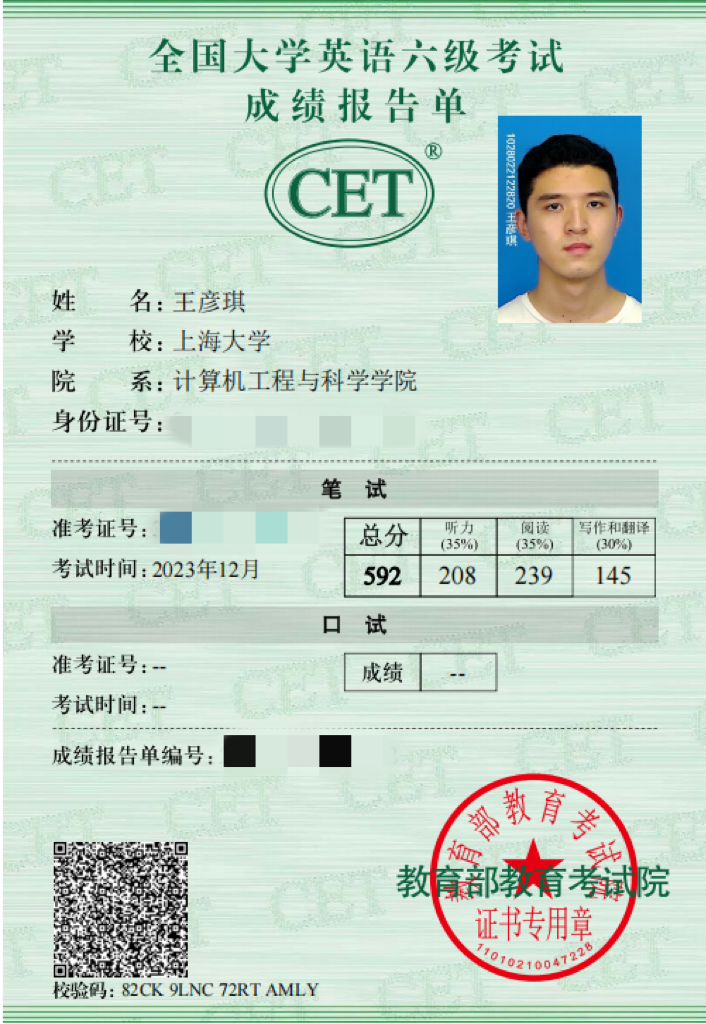 全国大学英语六级考试
成绩报告单
CET®
1028022122820 王彦琪
姓 名: 王彦琪
学 校: 上海大学
院 系: 计算机工程与科学学院
身份证号:
笔 试
准考证号:
考试时间: 2023年12月
总分 听力 (35%) 阅读 (35%) 写作和翻译 (30%)
592 208 239 145
口 试
准考证号: --
考试时间: --
成绩 --
成绩报告单编号:
教育部教育考试院
教育部教育考试院
证书专用章
11010210047228
校验码: 82CK 9LNC 72RT AMLY